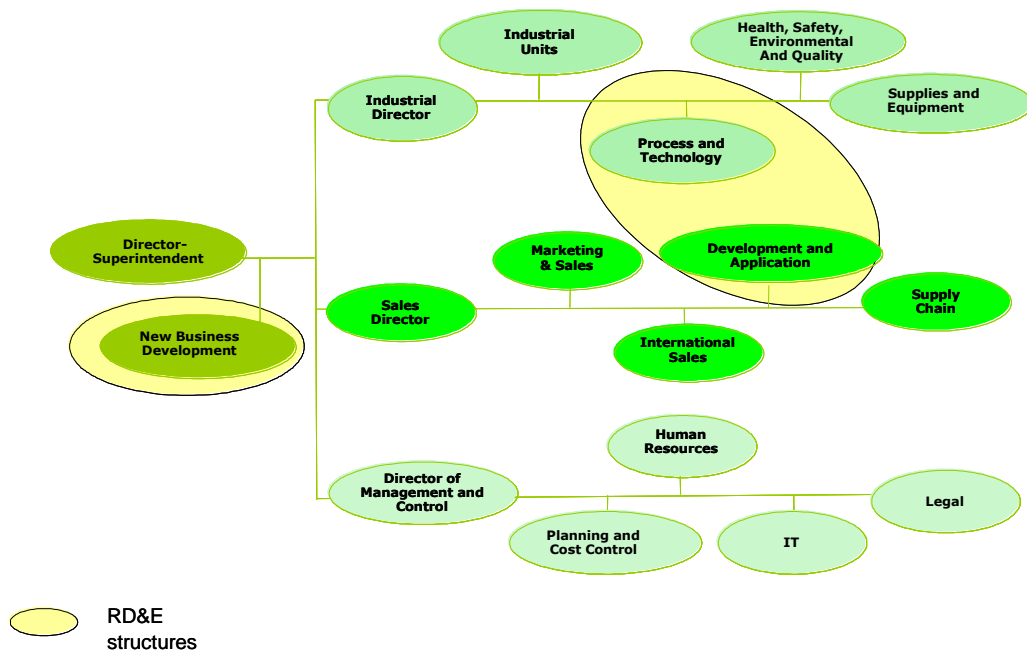 Industrial
Units
Health, Safety,
Environmental
And Quality
Industrial
Director
Supplies and
Equipment
Process and
Technology
Director-
Superintendent
Marketing
& Sales
Development and
Application
Sales
Director
Supply
Chain
New Business
Development
International
Sales
Human
Resources
Director of
Management and
Control
Legal
Planning and
Cost Control
IT
RD&E
structures